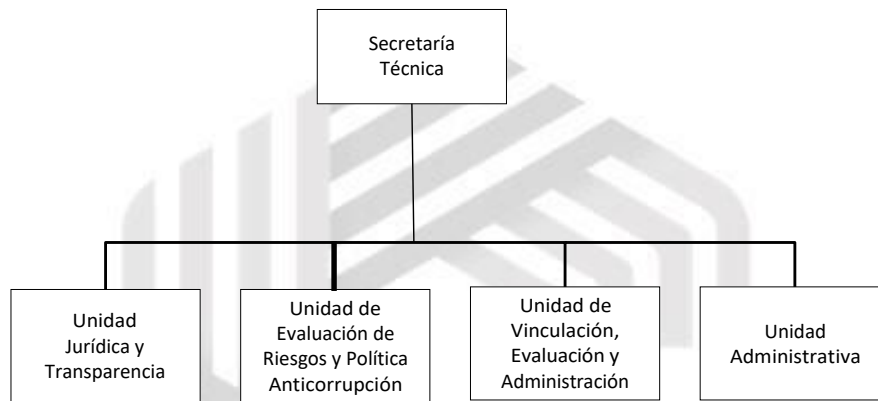 Secretaría
Técnica
Unidad
Jurídica y
Transparencia
Unidad de
Evaluación de
Riesgos y Política
Anticorrupción
Unidad de
Vinculación,
Evaluación y
Administración
Unidad
Administrativa